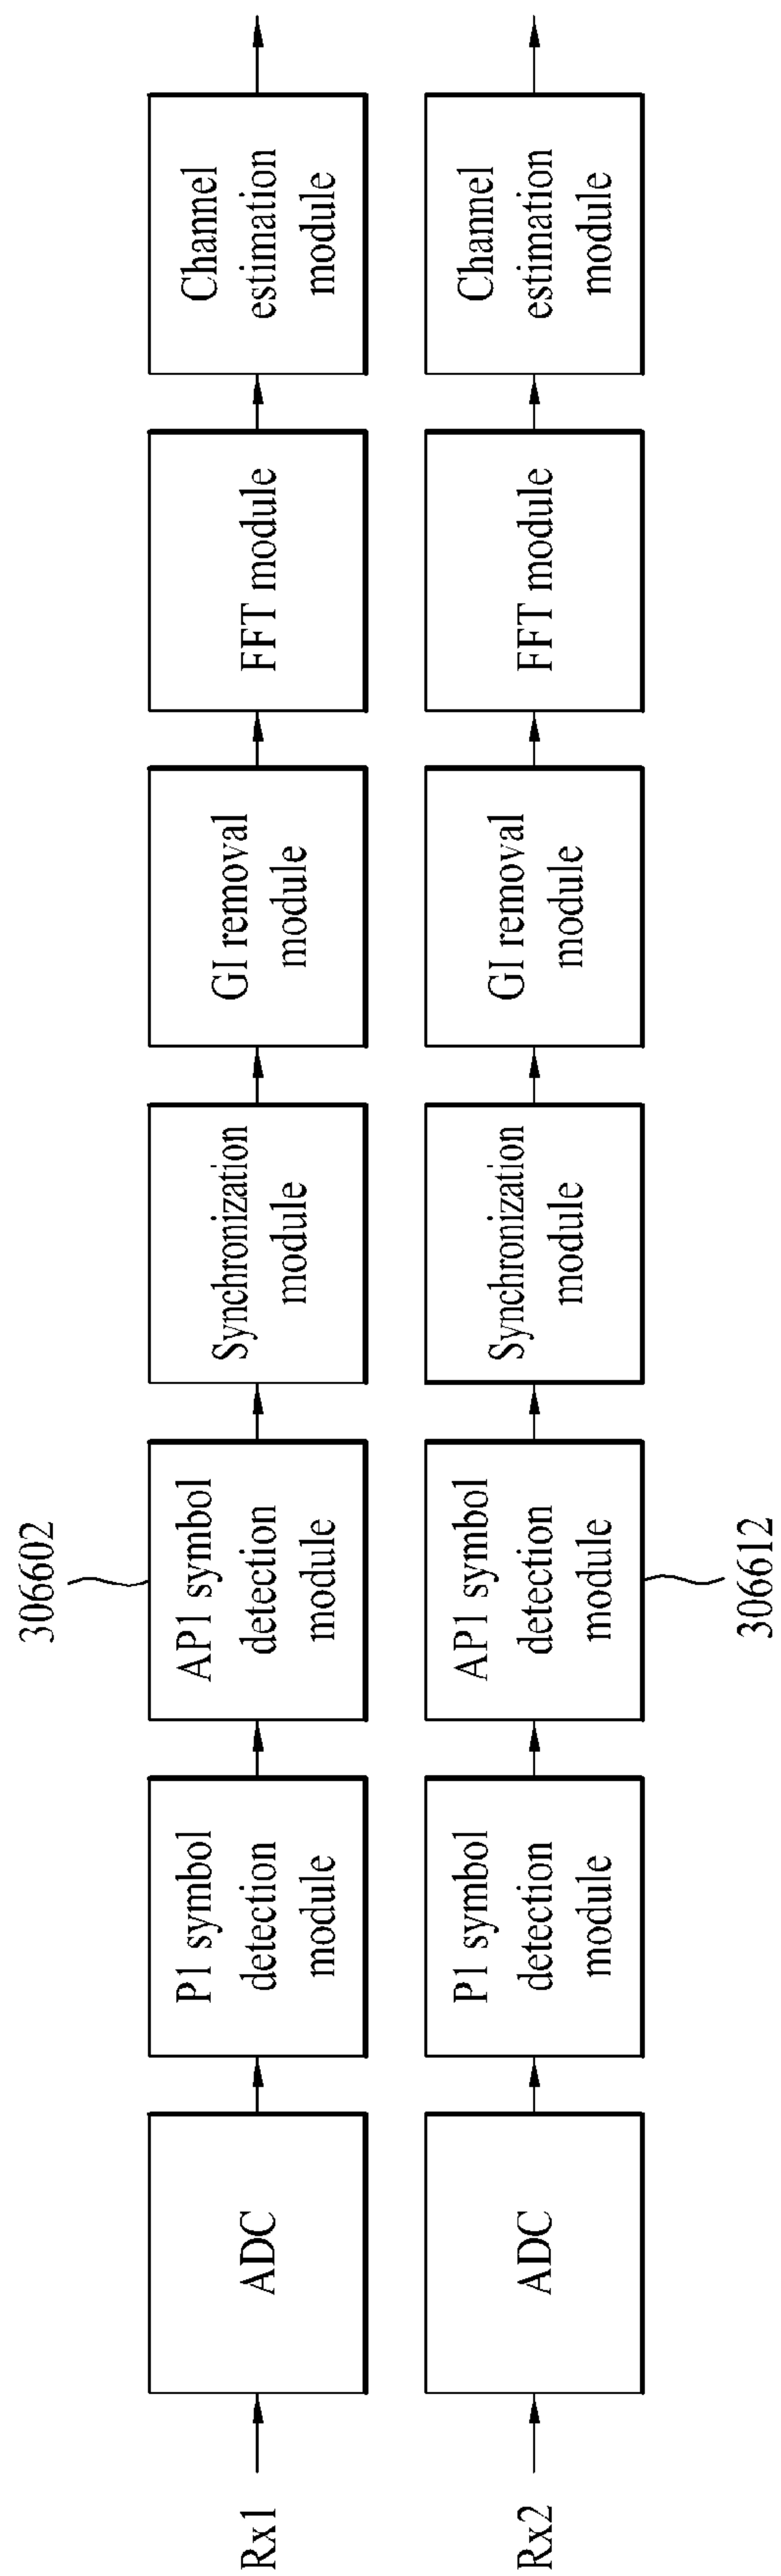 306602
Rx1
ADC
P1 symbol
detection
module
AP1 symbol
detection
module
Synchronization
module
GI removal
module
FFT module
Channel
estimation
module
Rx2
ADC
P1 symbol
detection
module
AP1 symbol
detection
module
Synchronization
module
GI removal
module
FFT module
Channel
estimation
module
306612